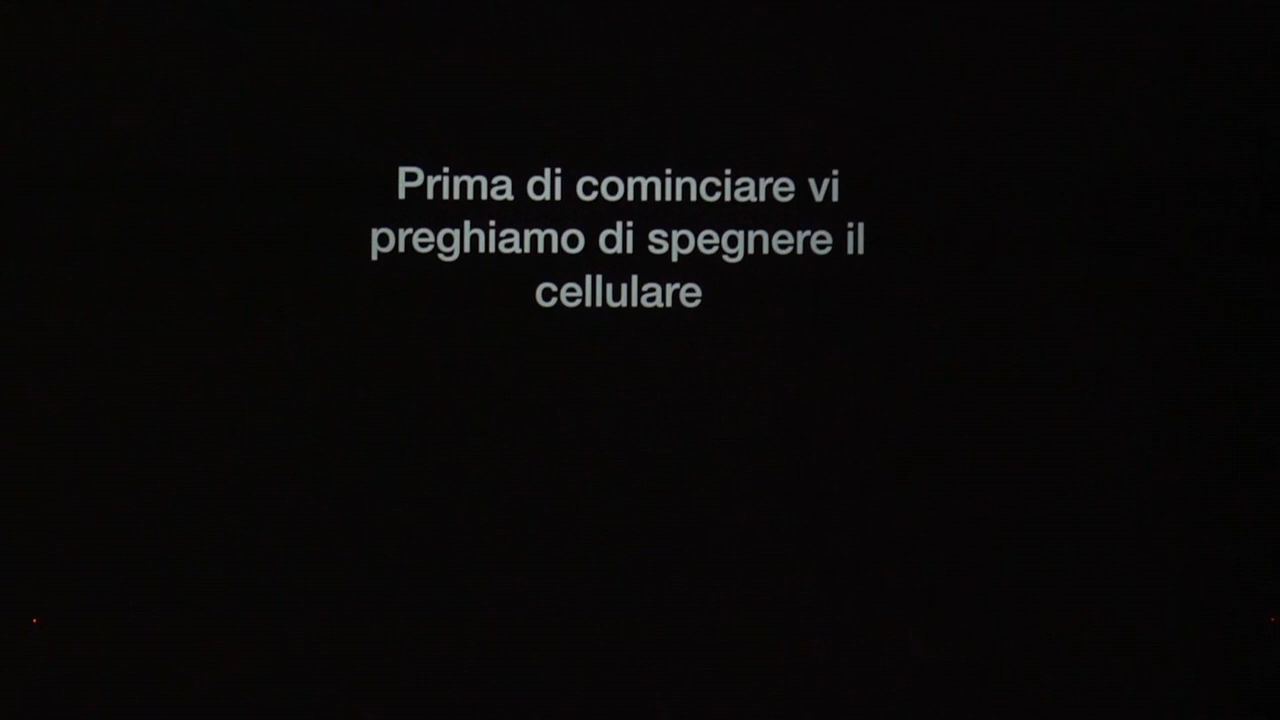 Prima di cominciare vi
preghiamo di spegnere il
cellulare